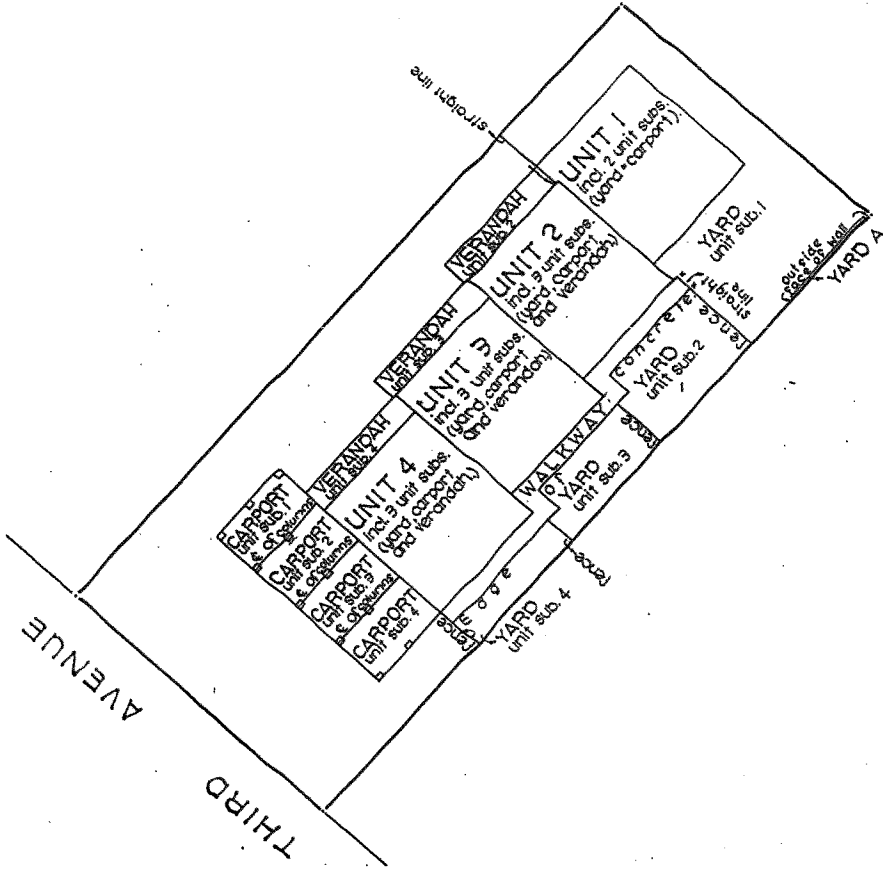 straight line
UNIT 1
incl. 2 unit subs.
(yard + carport).
VERANDAH
unit sub. 2
UNIT 2
incl. 3 unit subs.
(yard, carport
and verandah.)
YARD
unit sub. 1
outside
face of wall
YARD A
straight
line
VERANDAH
unit sub. 3
UNIT 3
incl. 3 unit subs.
(yard, carport
and verandah.)
concrete
fence
YARD
unit sub. 2
VERANDAH
UNIT 4
incl. 3 unit subs.
(yard, carport
and verandah.)
WALKWAY
fence
YARD
unit sub. 3
CARPORT
unit sub. 1
℄ of columns
CARPORT
unit sub. 2
℄ of columns
CARPORT
unit sub. 3
℄ of columns
CARPORT
unit sub. 4
edge
of
fence
fence
YARD
unit sub. 4
THIRD AVENUE